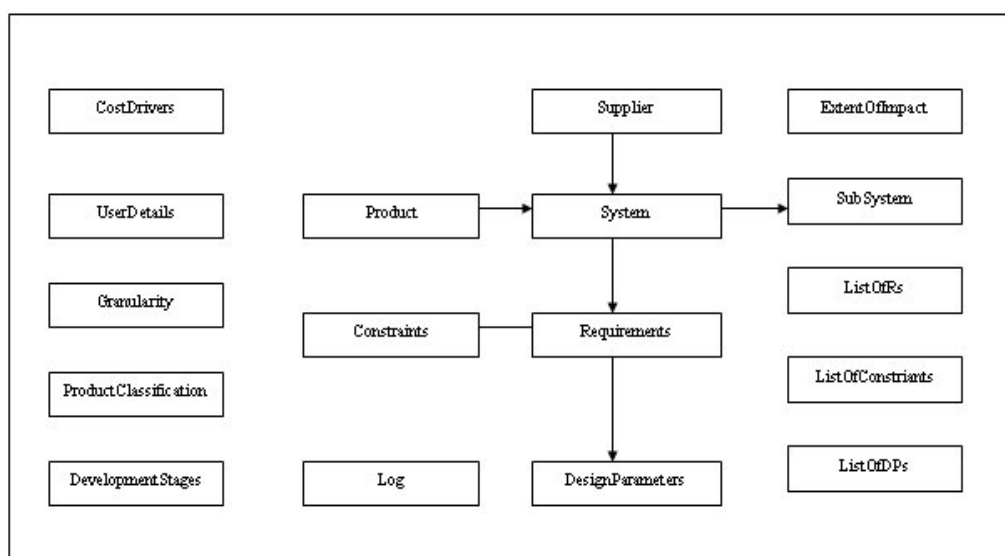 CostDrivers
Supplier
ExtentOfImpact
UserDetails
Product
System
SubSystem
Granularity
Constraints
Requirements
ListOfRs
ProductClassification
ListOfConstriants
DevelopmentStages
Log
DesignParameters
ListOfDPs